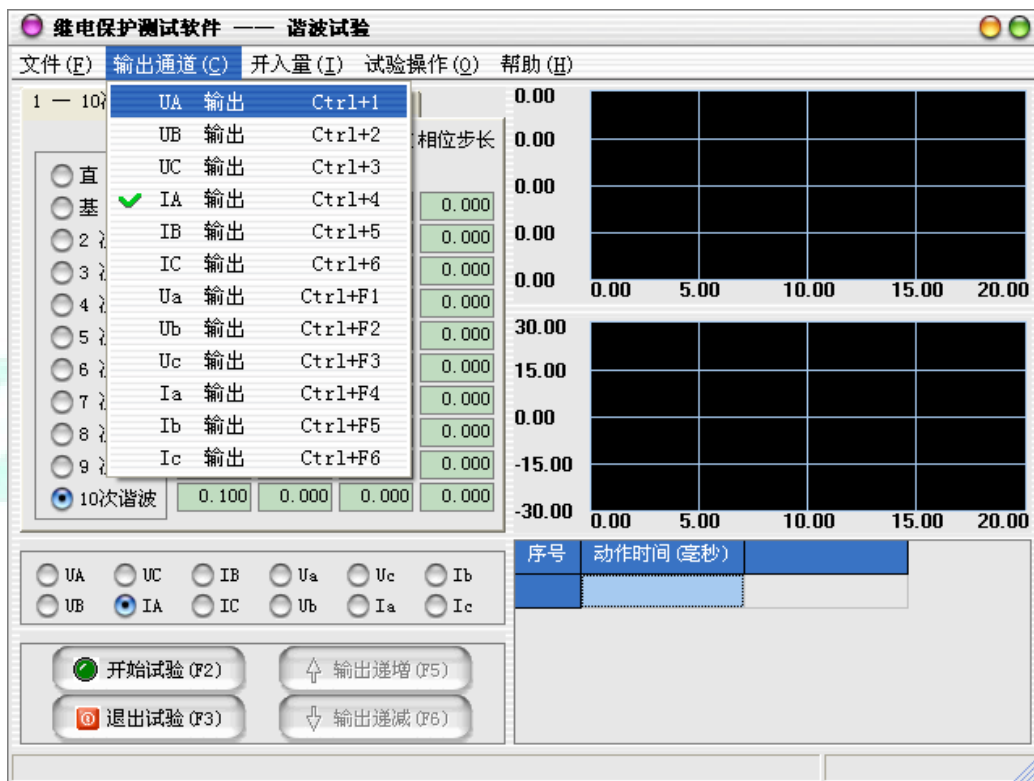 继电保护测试软件 —— 谐波试验
文件(F) 输出通道(C) 开入量(I) 试验操作(O) 帮助(H)
1 — 10
相位步长
UA 输出 Ctrl+1
UB 输出 Ctrl+2
UC 输出 Ctrl+3
IA 输出 Ctrl+4
IB 输出 Ctrl+5
IC 输出 Ctrl+6
Ua 输出 Ctrl+F1
Ub 输出 Ctrl+F2
Uc 输出 Ctrl+F3
Ia 输出 Ctrl+F4
Ib 输出 Ctrl+F5
Ic 输出 Ctrl+F6
直
基 0.000
2 0.000
3 0.000
4 0.000
5 0.000
6 0.000
7 0.000
8 0.000
9 0.000
10次谐波 0.100 0.000 0.000 0.000
0.00
0.00
0.00
0.00
0.00
0.00 5.00 10.00 15.00 20.00
30.00
15.00
0.00
-15.00
-30.00
0.00 5.00 10.00 15.00 20.00
UA UC IB Ua Uc Ib
UB IA IC Ub Ia Ic
序号 动作时间(毫秒)
开始试验(F2) 输出递增(F5)
退出试验(F3) 输出递减(F6)